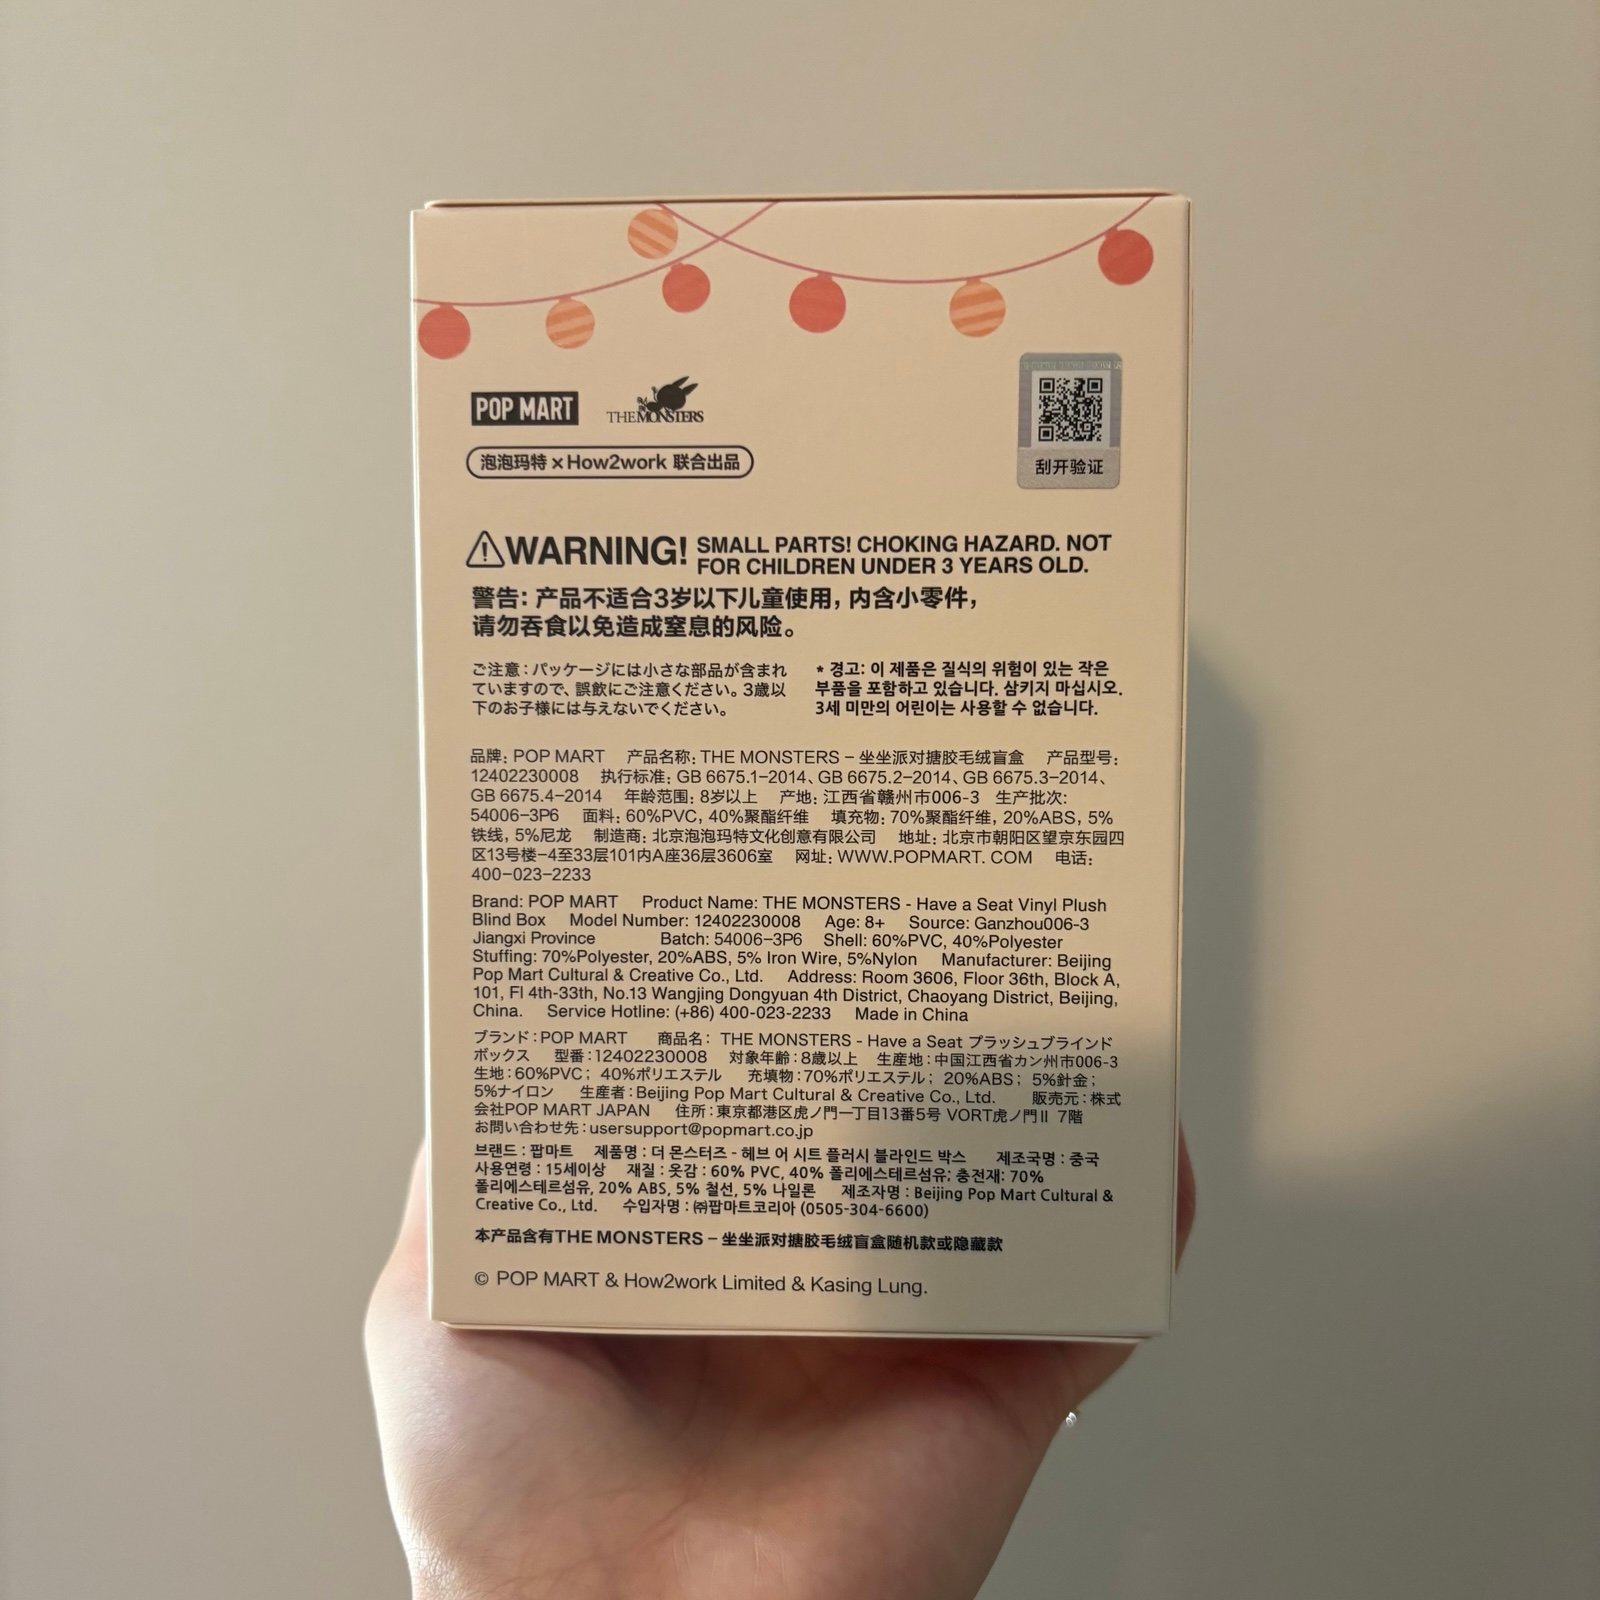 POP MART
THE MONSTERS
泡泡玛特×How2work 联合出品
刮开验证
WARNING! SMALL PARTS! CHOKING HAZARD. NOT
FOR CHILDREN UNDER 3 YEARS OLD.
警告: 产品不适合3岁以下儿童使用, 内含小零件,
请勿吞食以免造成窒息的风险。
ご注意:パッケージには小さな部品が含まれ
ていますので、誤飲にご注意ください。3歳以
下のお子様には与えないでください。
* 경고: 이 제품은 질식의 위험이 있는 작은
부품을 포함하고 있습니다. 삼키지 마십시오.
3세 미만의 어린이는 사용할 수 없습니다.
品牌: POP MART 产品名称: THE MONSTERS – 坐坐派对搪胶毛绒盲盒 产品型号:
12402230008 执行标准: GB 6675.1–2014、GB 6675.2–2014、GB 6675.3–2014、
GB 6675.4–2014 年龄范围: 8岁以上 产地: 江西省赣州市006-3 生产批次:
54006–3P6 面料: 60%PVC, 40%聚酯纤维 填充物: 70%聚酯纤维, 20%ABS, 5%
铁线, 5%尼龙 制造商: 北京泡泡玛特文化创意有限公司 地址: 北京市朝阳区望京东园四
区13号楼–4至33层101内A座36层3606室 网址: WWW.POPMART. COM 电话:
400–023–2233
Brand: POP MART Product Name: THE MONSTERS - Have a Seat Vinyl Plush
Blind Box Model Number: 12402230008 Age: 8+ Source: Ganzhou006-3
Jiangxi Province Batch: 54006–3P6 Shell: 60%PVC, 40%Polyester
Stuffing: 70%Polyester, 20%ABS, 5% Iron Wire, 5%Nylon Manufacturer: Beijing
Pop Mart Cultural & Creative Co., Ltd. Address: Room 3606, Floor 36th, Block A,
101, Fl 4th-33th, No.13 Wangjing Dongyuan 4th District, Chaoyang District, Beijing,
China. Service Hotline: (+86) 400-023-2233 Made in China
ブランド:POP MART 商品名: THE MONSTERS - Have a Seat プラッシュブラインド
ボックス 型番:12402230008 対象年齢:8歳以上 生産地:中国江西省カン州市006-3
生地:60%PVC; 40%ポリエステル 充填物:70%ポリエステル; 20%ABS; 5%針金;
5%ナイロン 生産者:Beijing Pop Mart Cultural & Creative Co., Ltd. 販売元:株式
会社POP MART JAPAN 住所:東京都港区虎ノ門一丁目13番5号 VORT虎ノ門II 7階
お問い合わせ先:usersupport@popmart.co.jp
브랜드 : 팝마트 제품명 : 더 몬스터즈 - 헤브 어 시트 플러시 블라인드 박스 제조국명 : 중국
사용연령 : 15세이상 재질 : 옷감 : 60% PVC, 40% 폴리에스테르섬유; 충전재: 70%
폴리에스테르섬유, 20% ABS, 5% 철선, 5% 나일론 제조자명 : Beijing Pop Mart Cultural &
Creative Co., Ltd. 수입자명 : ㈜팝마트코리아 (0505-304-6600)
本产品含有THE MONSTERS – 坐坐派对搪胶毛绒盲盒随机款或隐藏款
© POP MART & How2work Limited & Kasing Lung.